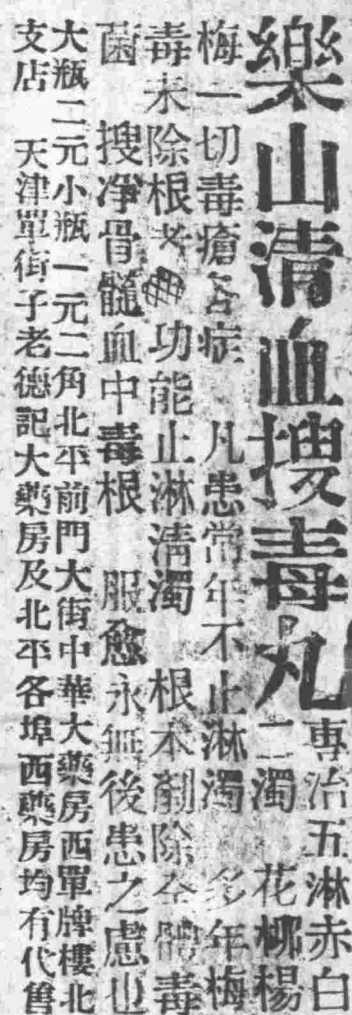 樂山清血搜毒丸
專治五淋赤白
二濁 花柳楊
梅一切毒瘡各症 凡患常年不止淋濁 多年梅
毒未除根者 功能止淋清濁 根本剷除全體毒
菌 搜淨骨髓血中毒根 服愈永無後患之慮也
大瓶二元小瓶一元二角北平前門大街中華大藥房西單牌樓北
支店 天津單街子老德記大藥房及北平各埠西藥房均有代售